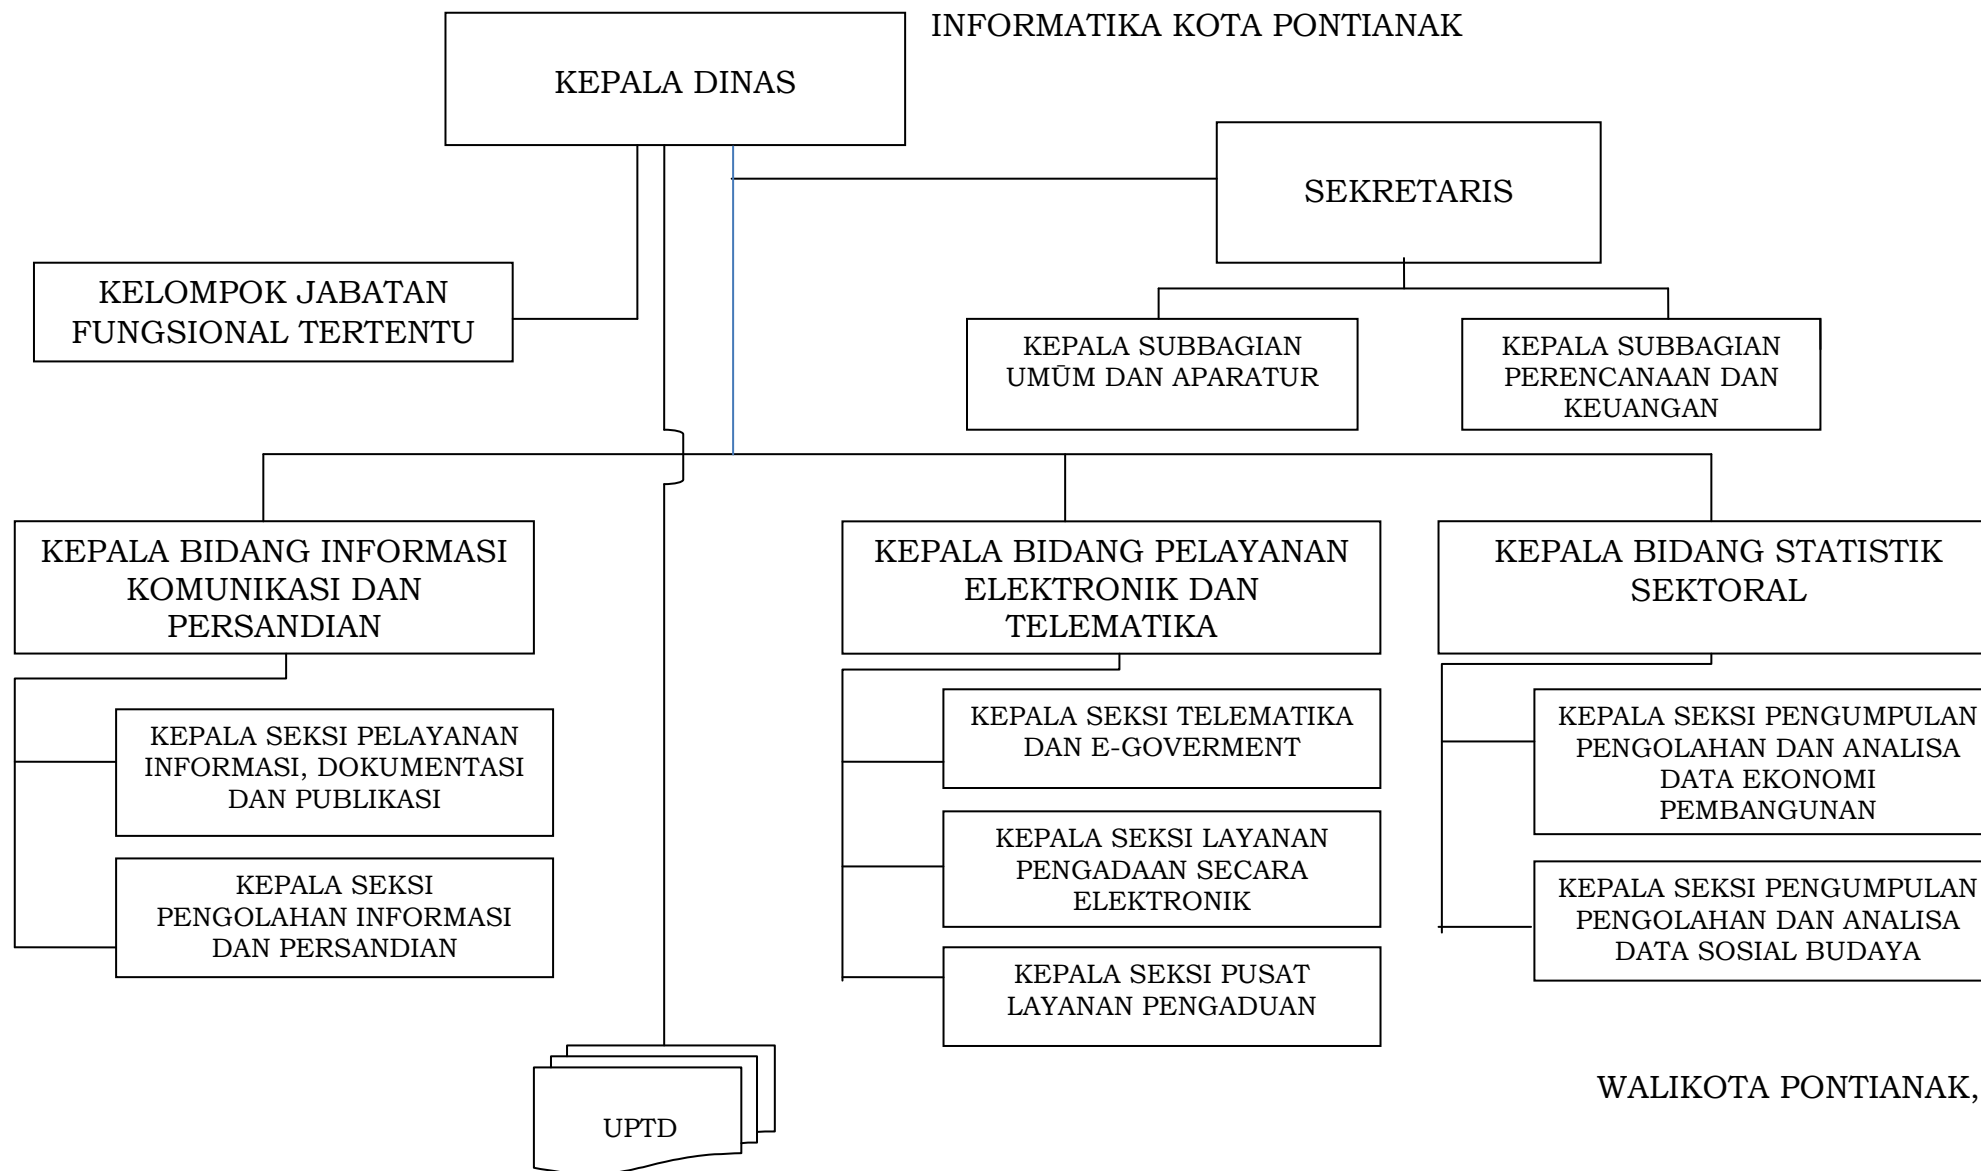 INFORMATIKA KOTA PONTIANAK
KEPALA DINAS
SEKRETARIS
KELOMPOK JABATAN
FUNGSIONAL TERTENTU
KEPALA SUBBAGIAN
UMŪM DAN APARATUR
KEPALA SUBBAGIAN
PERENCANAAN DAN
KEUANGAN
KEPALA BIDANG INFORMASI
KOMUNIKASI DAN
PERSANDIAN
KEPALA BIDANG PELAYANAN
ELEKTRONIK DAN
TELEMATIKA
KEPALA BIDANG STATISTIK
SEKTORAL
KEPALA SEKSI PELAYANAN
INFORMASI, DOKUMENTASI
DAN PUBLIKASI
KEPALA SEKSI
PENGOLAHAN INFORMASI
DAN PERSANDIAN
KEPALA SEKSI TELEMATIKA
DAN E-GOVERMENT
KEPALA SEKSI LAYANAN
PENGADAAN SECARA
ELEKTRONIK
KEPALA SEKSI PUSAT
LAYANAN PENGADUAN
KEPALA SEKSI PENGUMPULAN
PENGOLAHAN DAN ANALISA
DATA EKONOMI
PEMBANGUNAN
KEPALA SEKSI PENGUMPULAN
PENGOLAHAN DAN ANALISA
DATA SOSIAL BUDAYA
UPTD
WALIKOTA PONTIANAK,